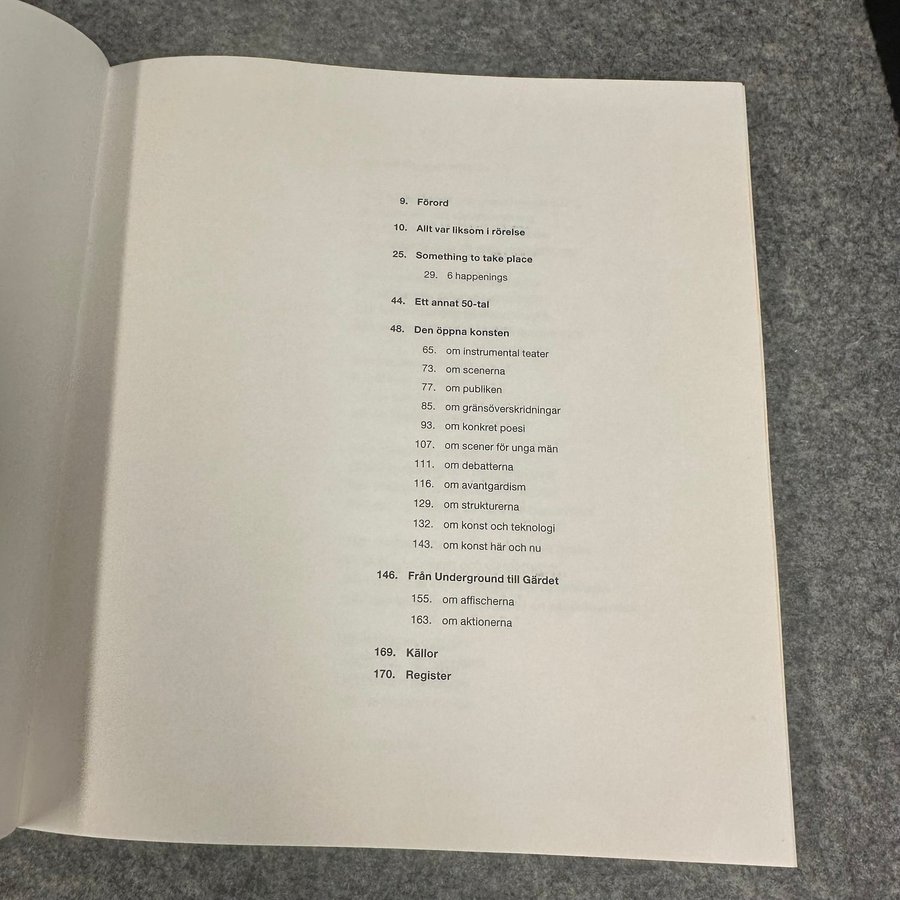 9. Förord
10. Allt var liksom i rörelse
25. Something to take place
29. 6 happenings
44. Ett annat 50-tal
48. Den öppna konsten
65. om instrumental teater
73. om scenerna
77. om publiken
85. om gränsöverskridningar
93. om konkret poesi
107. om scener för unga män
111. om debatterna
116. om avantgardism
129. om strukturerna
132. om konst och teknologi
143. om konst här och nu
146. Från Underground till Gärdet
155. om affischerna
163. om aktionerna
169. Källor
170. Register